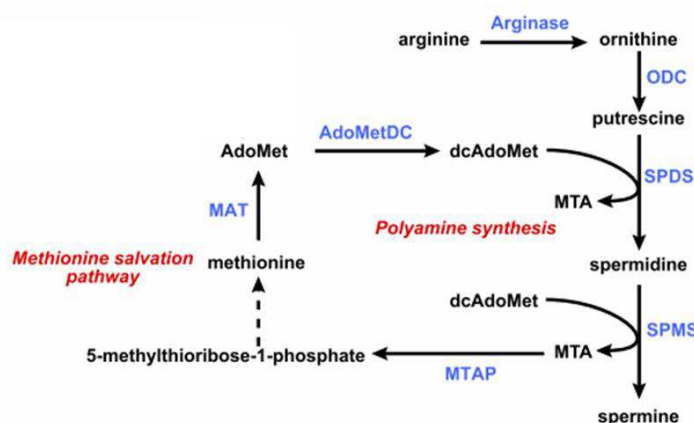 Arginase
arginine
ornithine
ODC
putrescine
AdoMetDC
AdoMet
dcAdoMet
SPDS
MTA
MAT
Polyamine synthesis
Methionine salvation
pathway
methionine
spermidine
dcAdoMet
SPMS
5-methylthioribose-1-phosphate
MTA
MTAP
spermine